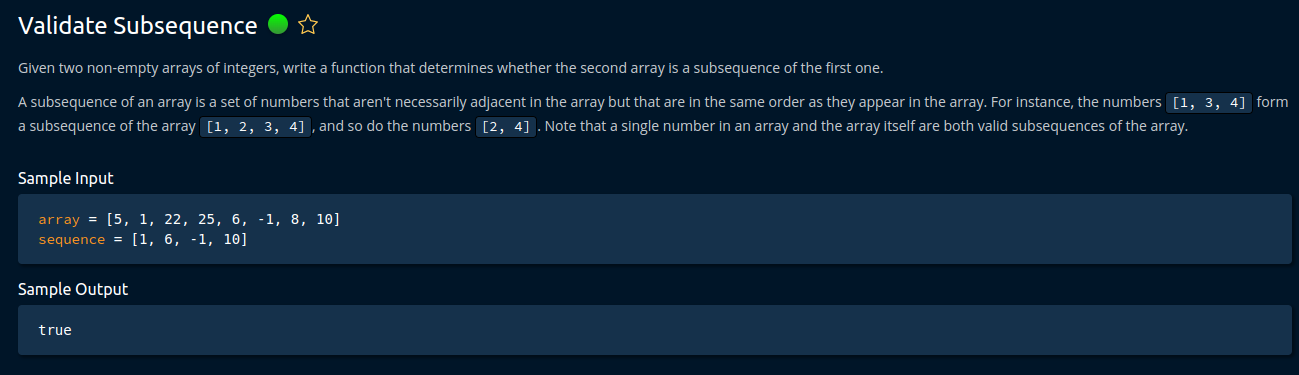 Validate Subsequence
Given two non-empty arrays of integers, write a function that determines whether the second array is a subsequence of the first one.
A subsequence of an array is a set of numbers that aren't necessarily adjacent in the array but that are in the same order as they appear in the array. For instance, the numbers [1, 3, 4] form
a subsequence of the array [1, 2, 3, 4], and so do the numbers [2, 4]. Note that a single number in an array and the array itself are both valid subsequences of the array.
Sample Input
array = [5, 1, 22, 25, 6, -1, 8, 10]
sequence = [1, 6, -1, 10]
Sample Output
true